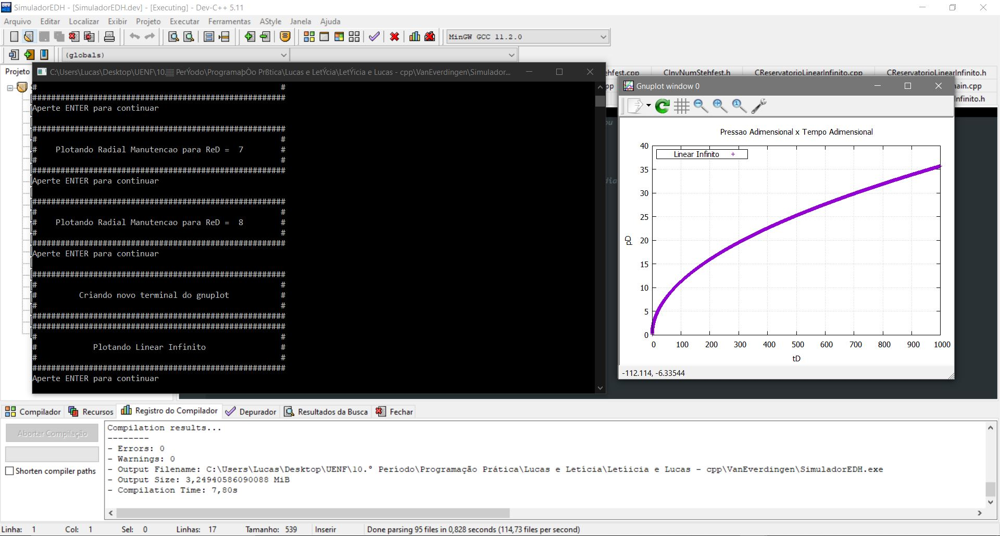 SimuladorEDH - [SimuladorEDH.dev] - [Executing] - Dev-C++ 5.11
Arquivo Editar Localizar Exibir Projeto Executar Ferramentas AStyle Janela Ajuda
MinGW GCC 11.2.0
(globals)
Projeto
C:\Users\Lucas\Desktop\UENF\10.▒ PerÝodo\ProgramaþÒo Prßtica\Lucas e LetÝcia\LetÝicia e Lucas - cpp\VanEverdingen\Simulador...
hfest.cpp CInvNumStehfest.h CReservatorioLinearInfinito.cpp CReservatorioLinearInfinito.h
pp ain.cpp
nfinito.h
ou
dia
# #
######################################################
Aperte ENTER para continuar
######################################################
# #
# Plotando Radial Manutencao para ReD = 7 #
# #
######################################################
Aperte ENTER para continuar
######################################################
# #
# Plotando Radial Manutencao para ReD = 8 #
# #
######################################################
Aperte ENTER para continuar
######################################################
# #
# Criando novo terminal do gnuplot #
# #
######################################################
######################################################
# #
# Plotando Linear Infinito #
# #
######################################################
Aperte ENTER para continuar
Gnuplot window 0
Pressao Adimensional x Tempo Adimensional
Linear Infinito +
40
35
30
25
20
15
10
5
0
pD
0 100 200 300 400 500 600 700 800 900 1000
tD
-112.114, -6.33544
Compilador Recursos Registro do Compilador Depurador Resultados da Busca Fechar
Abortar Compilação
Shorten compiler paths
Compilation results...
--------
- Errors: 0
- Warnings: 0
- Output Filename: C:\Users\Lucas\Desktop\UENF\10.° Período\Programação Prática\Lucas e Letícia\Letíicia e Lucas - cpp\VanEverdingen\SimuladorEDH.exe
- Output Size: 3,24940586090088 MiB
- Compilation Time: 7,80s
Linha: 1 Col: 1 Sel: 0 Linhas: 17 Tamanho: 539 Inserir Done parsing 95 files in 0,828 seconds (114,73 files per second)